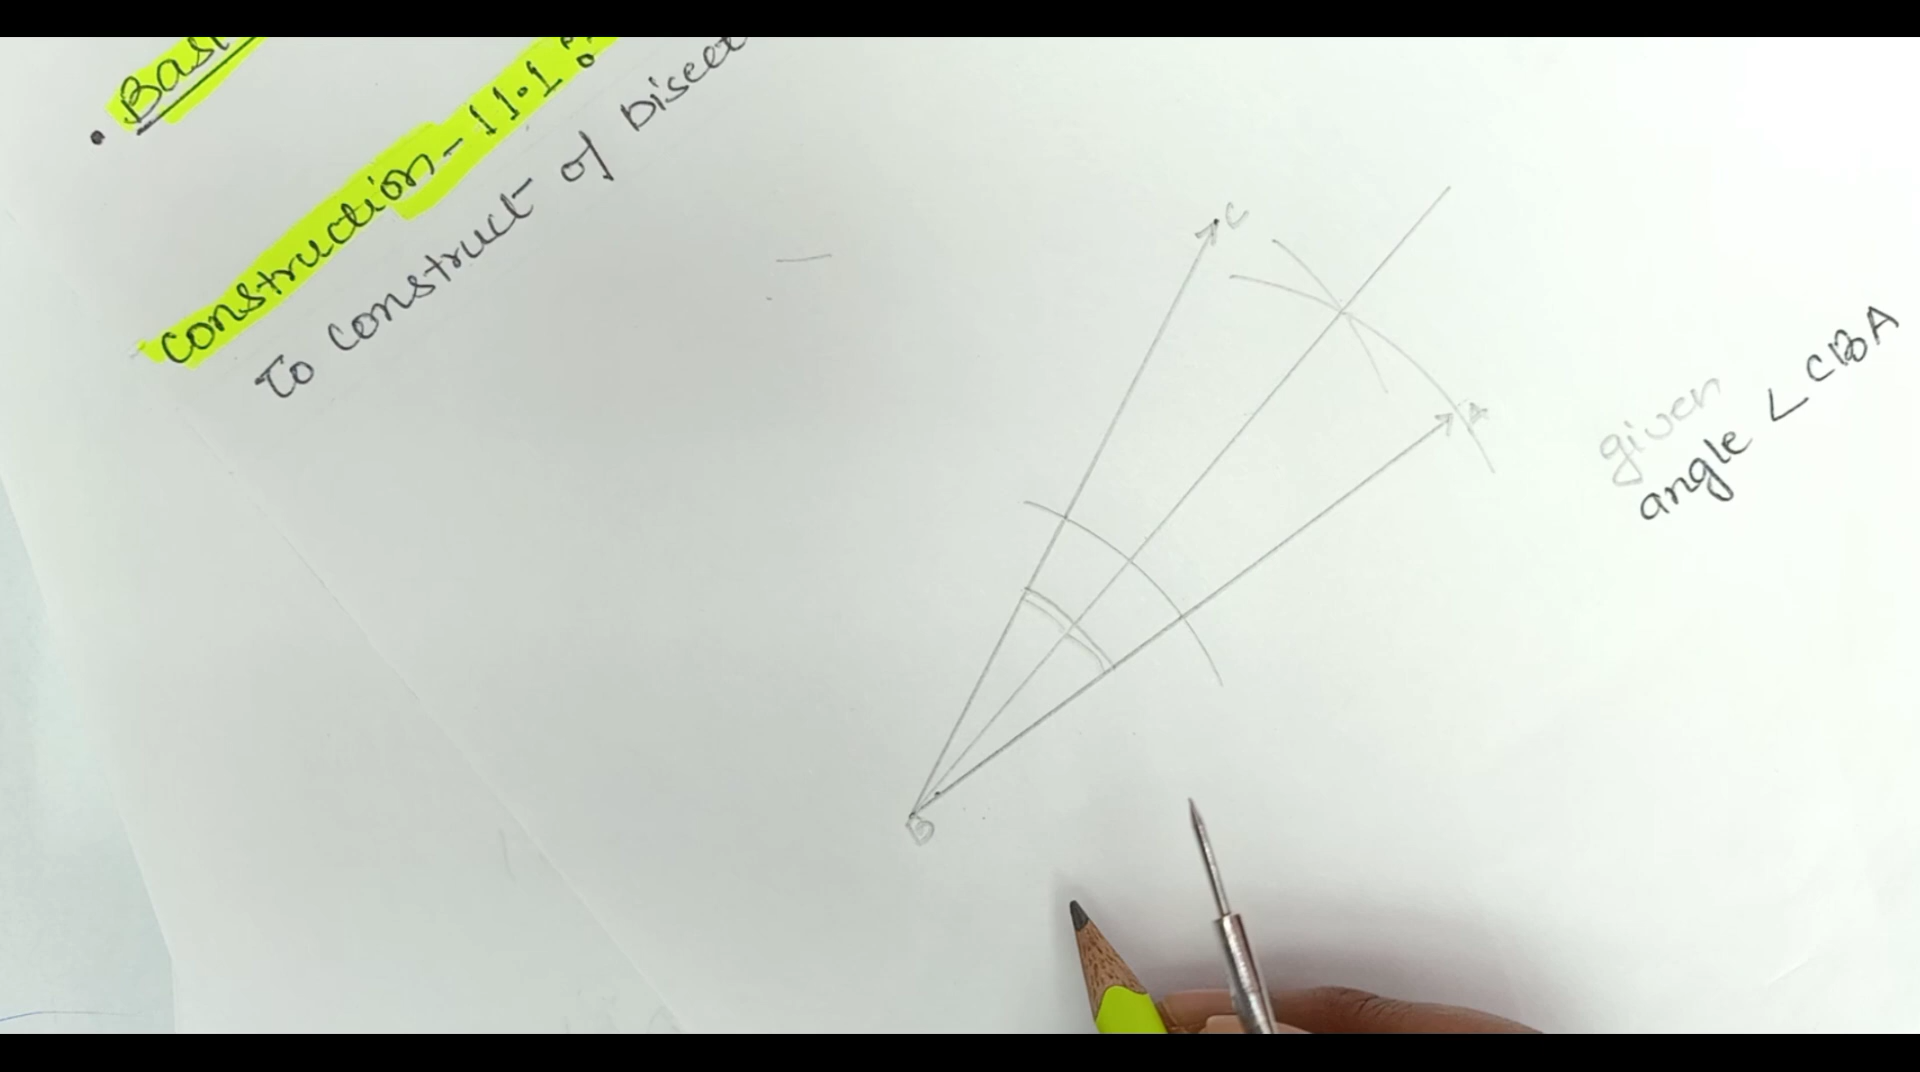 • Basi
Construction-11.1:
To construct of bisect
C
A
B
given
angle ∠CBA